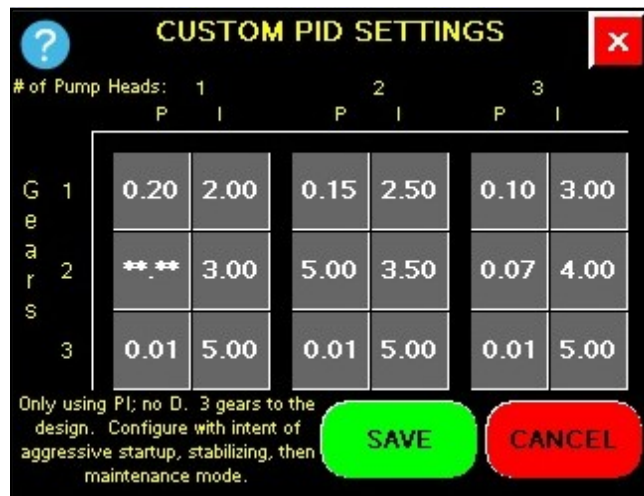 ?
CUSTOM PID SETTINGS
X
# of Pump Heads: 1 2 3
P I P I P I
Gears
1 0.20 2.00 0.15 2.50 0.10 3.00
2 **.** 3.00 5.00 3.50 0.07 4.00
3 0.01 5.00 0.01 5.00 0.01 5.00
Only using PI; no D. 3 gears to the
design. Configure with intent of
aggressive startup, stabilizing, then
maintenance mode.
SAVE
CANCEL